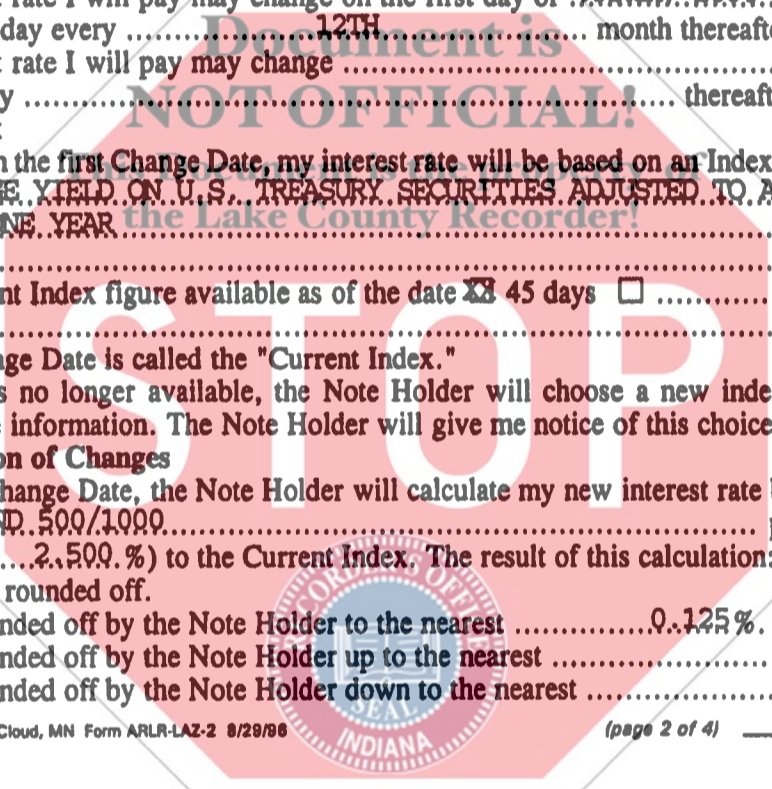 rate I will pay may change on the first day of
day every ..................12TH.................. month thereafter
rate I will pay may change ........................................
y ................................................................ thereaft
n the first Change Date, my interest rate will be based on an Index
E YIELD ON U.S. TREASURY SECURITIES ADJUSTED TO A
NE YEAR
nt Index figure available as of the date XX 45 days ☐ ............
ge Date is called the "Current Index."
s no longer available, the Note Holder will choose a new inde
information. The Note Holder will give me notice of this choice
on of Changes
hange Date, the Note Holder will calculate my new interest rate
ND 500/1000
....2.500.%) to the Current Index. The result of this calculation:
rounded off.
nded off by the Note Holder to the nearest ..............0.125%.
nded off by the Note Holder up to the nearest ......................
nded off by the Note Holder down to the nearest ..................
Cloud, MN Form ARLR-LAZ-2 8/29/96 (page 2 of 4)
Document is
NOT OFFICIAL!
This Document is the property of
the Lake County Recorder!
STOP
RECORDER'S OFFICE
SEAL
INDIANA